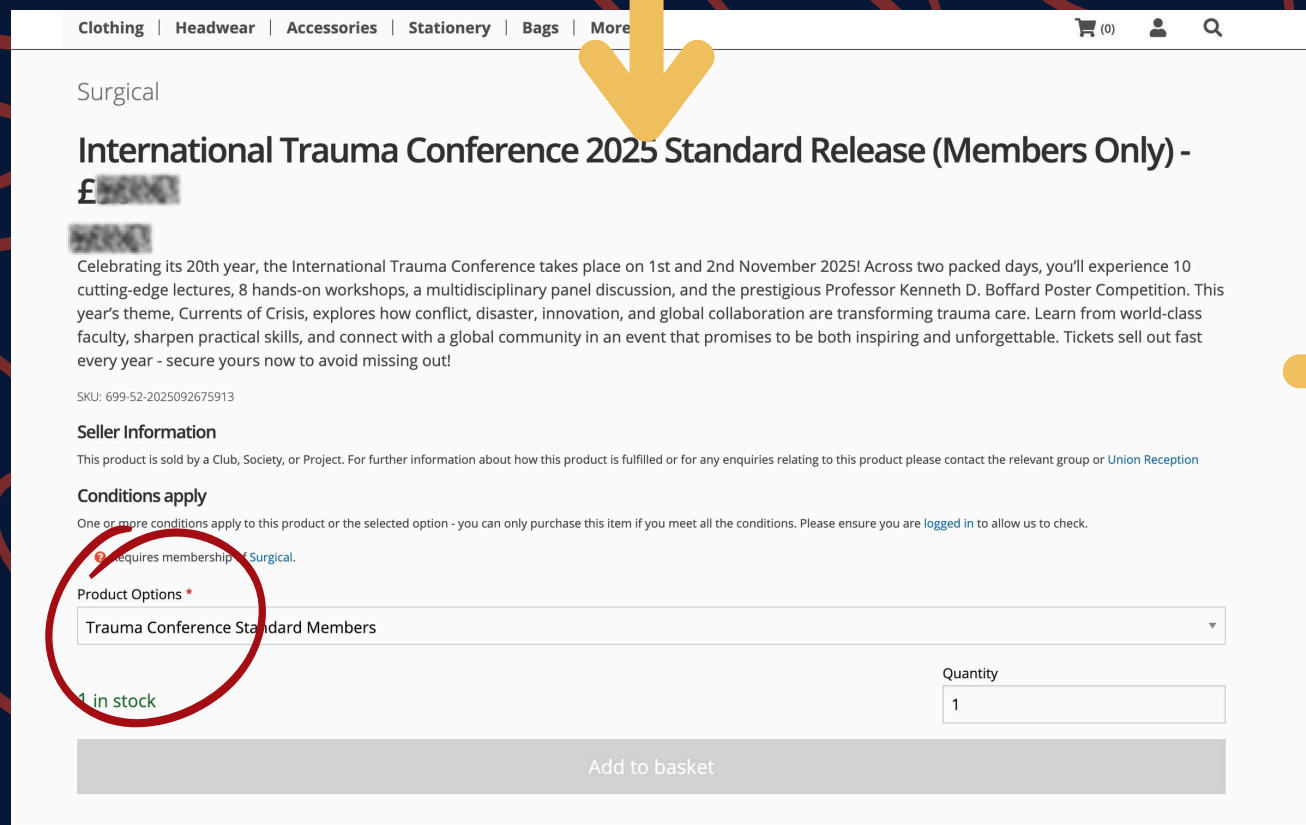 Clothing | Headwear | Accessories | Stationery | Bags | More (0)
Surgical
International Trauma Conference 2025 Standard Release (Members Only) -
£
Celebrating its 20th year, the International Trauma Conference takes place on 1st and 2nd November 2025! Across two packed days, you'll experience 10
cutting-edge lectures, 8 hands-on workshops, a multidisciplinary panel discussion, and the prestigious Professor Kenneth D. Boffard Poster Competition. This
year's theme, Currents of Crisis, explores how conflict, disaster, innovation, and global collaboration are transforming trauma care. Learn from world-class
faculty, sharpen practical skills, and connect with a global community in an event that promises to be both inspiring and unforgettable. Tickets sell out fast
every year - secure yours now to avoid missing out!
SKU: 699-52-2025092675913
Seller Information
This product is sold by a Club, Society, or Project. For further information about how this product is fulfilled or for any enquiries relating to this product please contact the relevant group or Union Reception
Conditions apply
One or more conditions apply to this product or the selected option - you can only purchase this item if you meet all the conditions. Please ensure you are logged in to allow us to check.
Requires membership of Surgical.
Product Options *
Trauma Conference Standard Members
Quantity
1 in stock
1
Add to basket